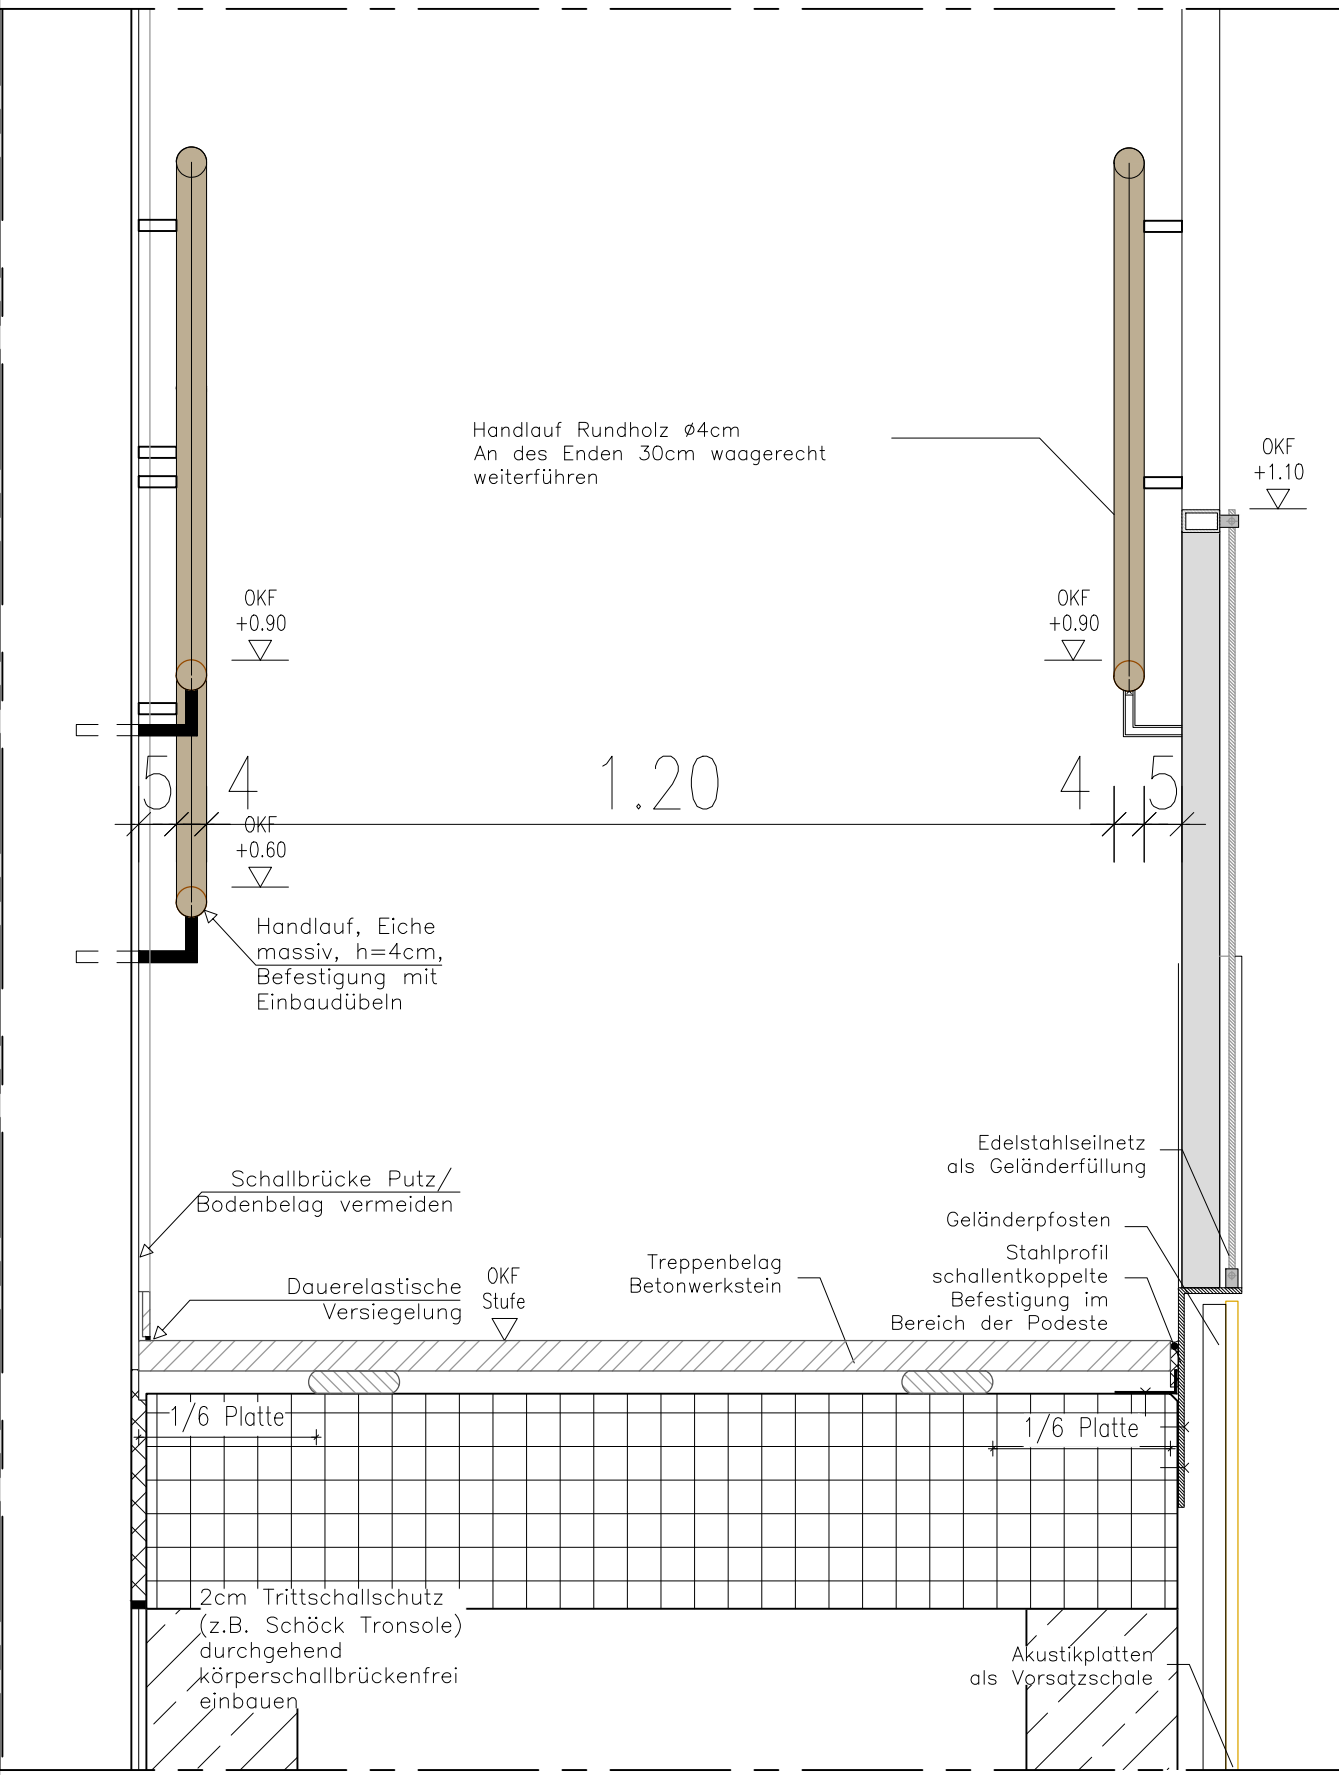 Handlauf Rundholz ø4cm
An des Enden 30cm waagerecht
weiterführen
OKF
+1.10
OKF
+0.90
OKF
+0.90
5 4 1.20 4 5
OKF
+0.60
Handlauf, Eiche
massiv, h=4cm,
Befestigung mit
Einbaudübeln
Edelstahlseilnetz
als Geländerfüllung
Schallbrücke Putz/
Bodenbelag vermeiden
Geländerpfosten
Stahlprofil
schallentkoppelte
Befestigung im
Bereich der Podeste
Treppenbelag
Betonwerkstein
OKF
Stufe
Dauerelastische
Versiegelung
1/6 Platte
1/6 Platte
2cm Trittschallschutz
(z.B. Schöck Tronsole)
durchgehend
körperschallbrückenfrei
einbauen
Akustikplatten
als Vorsatzschale